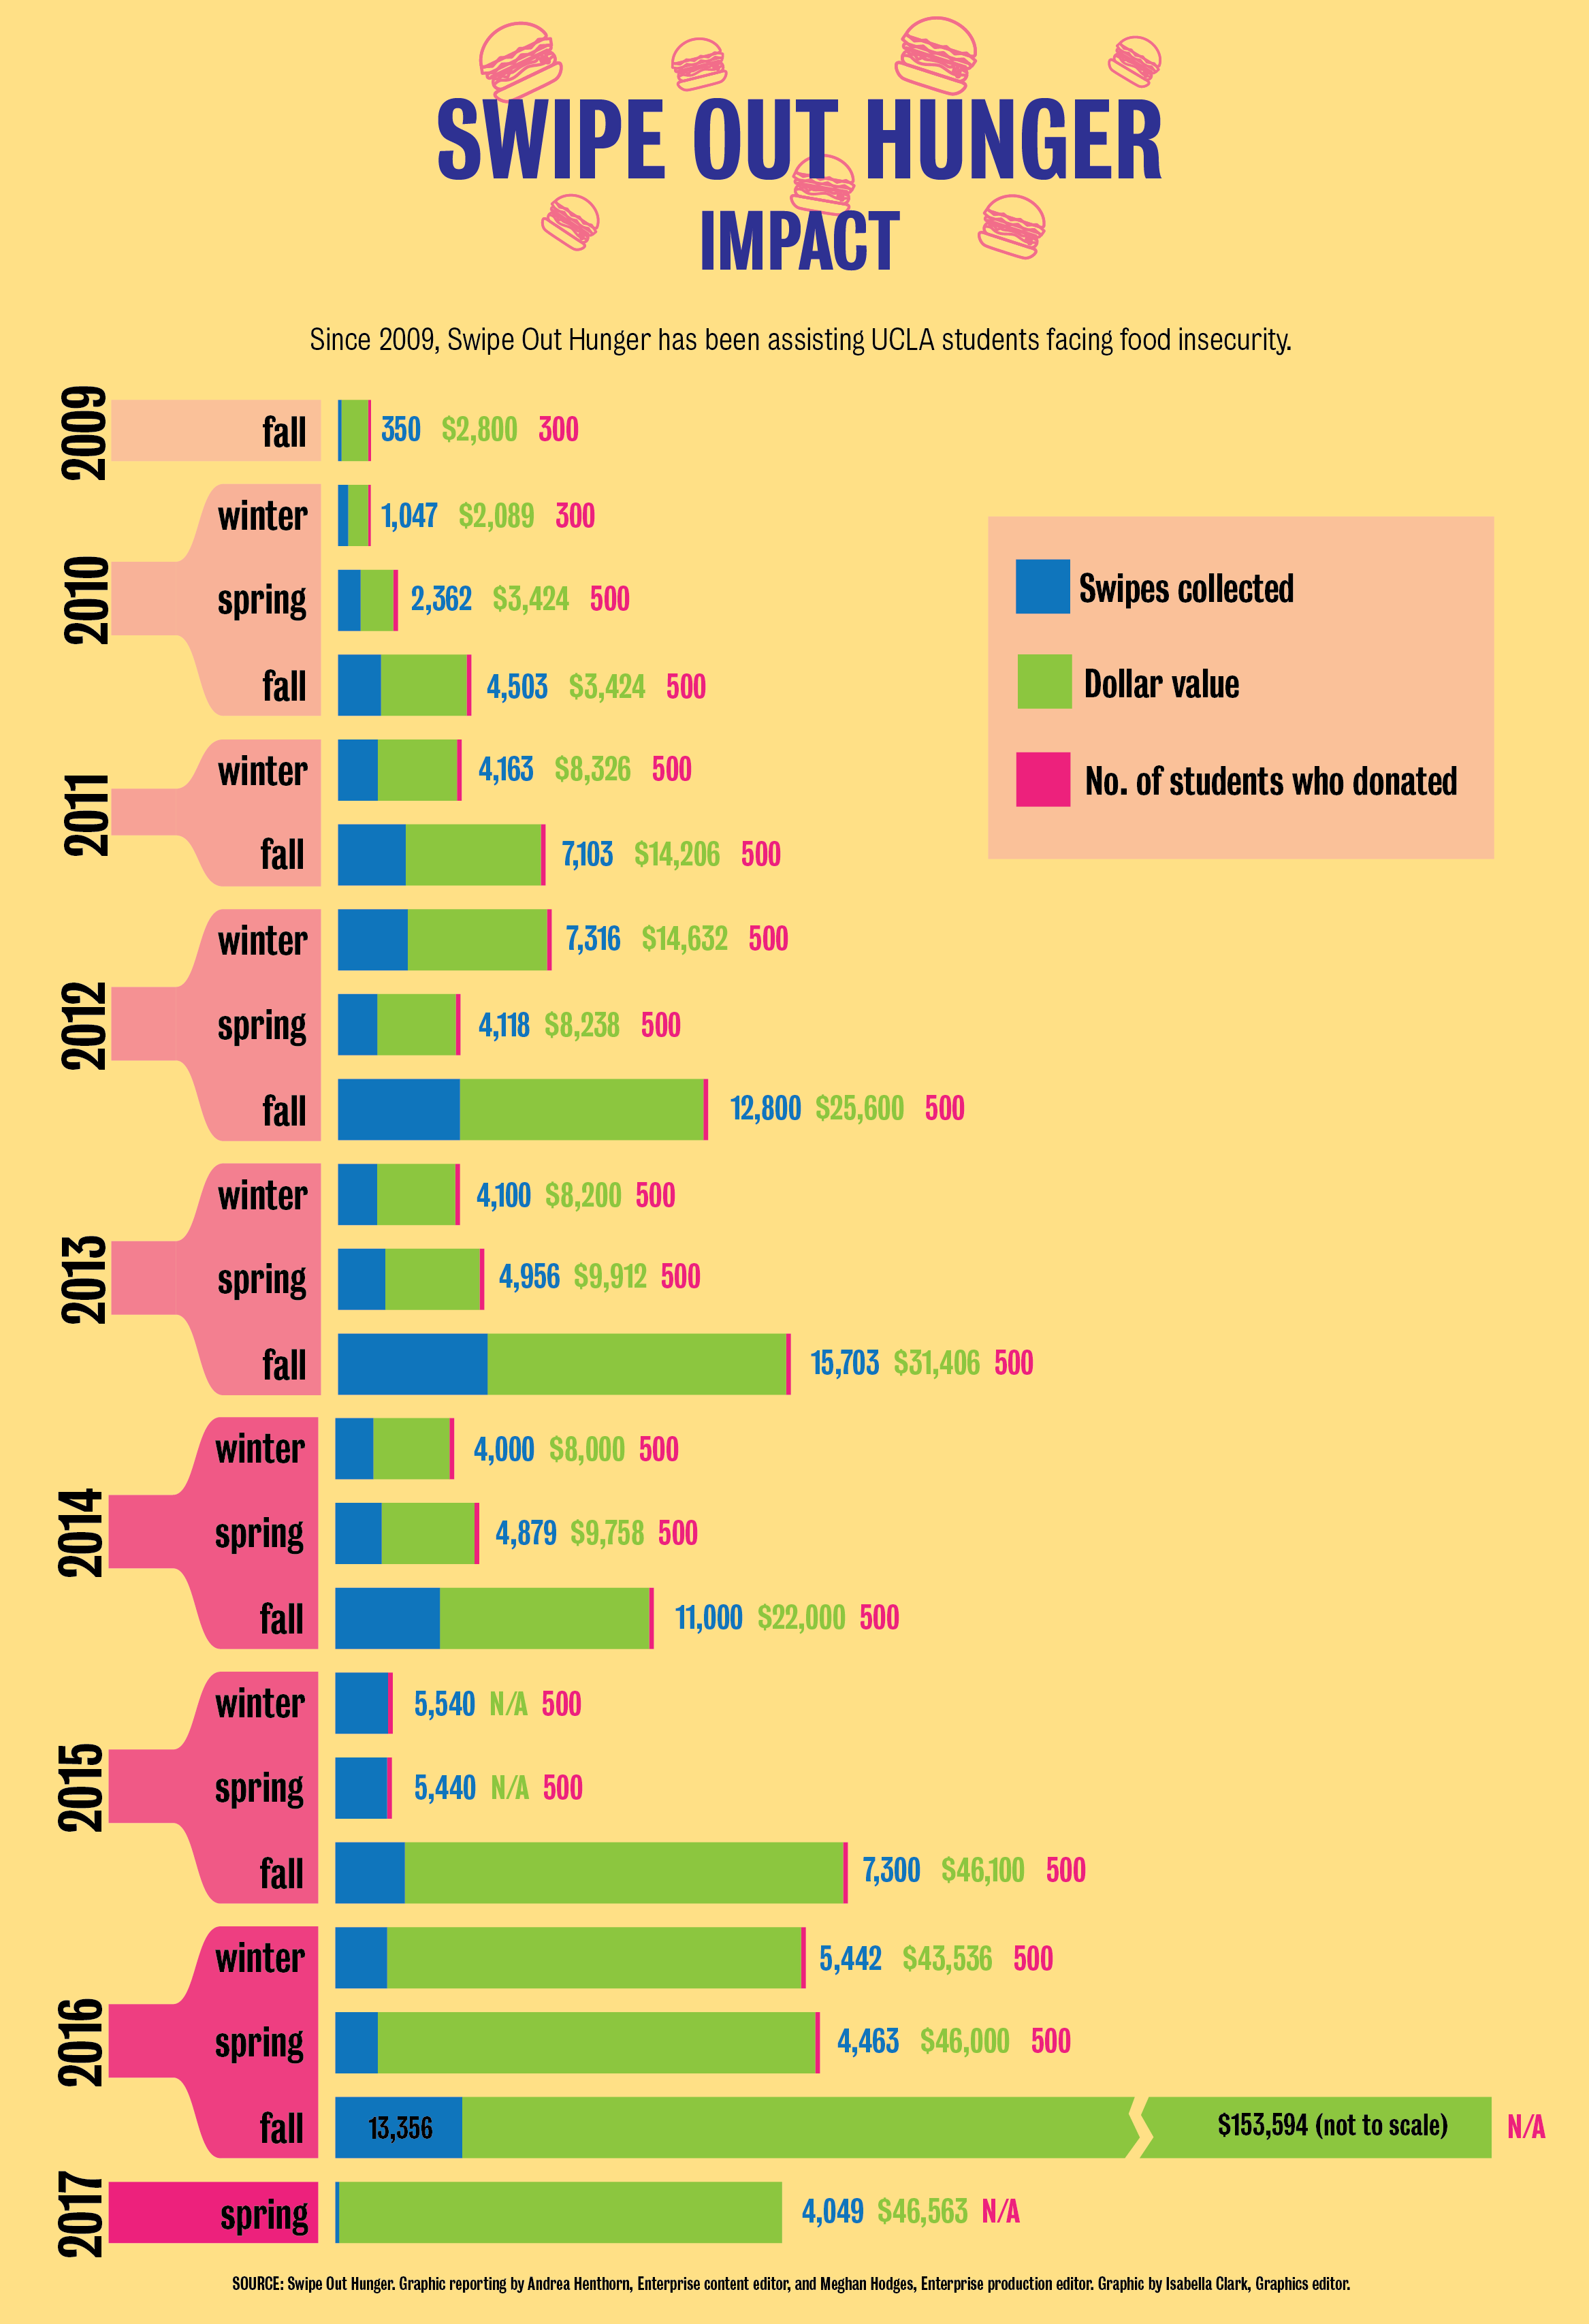 SWIPE OUT HUNGER
IMPACT
Since 2009, Swipe Out Hunger has been assisting UCLA students facing food insecurity.
2009
fall 350 $2,800 300
2010
winter 1,047 $2,089 300
spring 2,362 $3,424 500
fall 4,503 $3,424 500
Swipes collected
Dollar value
No. of students who donated
2011
winter 4,163 $8,326 500
fall 7,103 $14,206 500
2012
winter 7,316 $14,632 500
spring 4,118 $8,238 500
fall 12,800 $25,600 500
2013
winter 4,100 $8,200 500
spring 4,956 $9,912 500
fall 15,703 $31,406 500
2014
winter 4,000 $8,000 500
spring 4,879 $9,758 500
fall 11,000 $22,000 500
2015
winter 5,540 N/A 500
spring 5,440 N/A 500
fall 7,300 $46,100 500
2016
winter 5,442 $43,536 500
spring 4,463 $46,000 500
fall 13,356 $153,594 (not to scale) N/A
2017
spring 4,049 $46,563 N/A
SOURCE: Swipe Out Hunger. Graphic reporting by Andrea Henthorn, Enterprise content editor, and Meghan Hodges, Enterprise production editor. Graphic by Isabella Clark, Graphics editor.